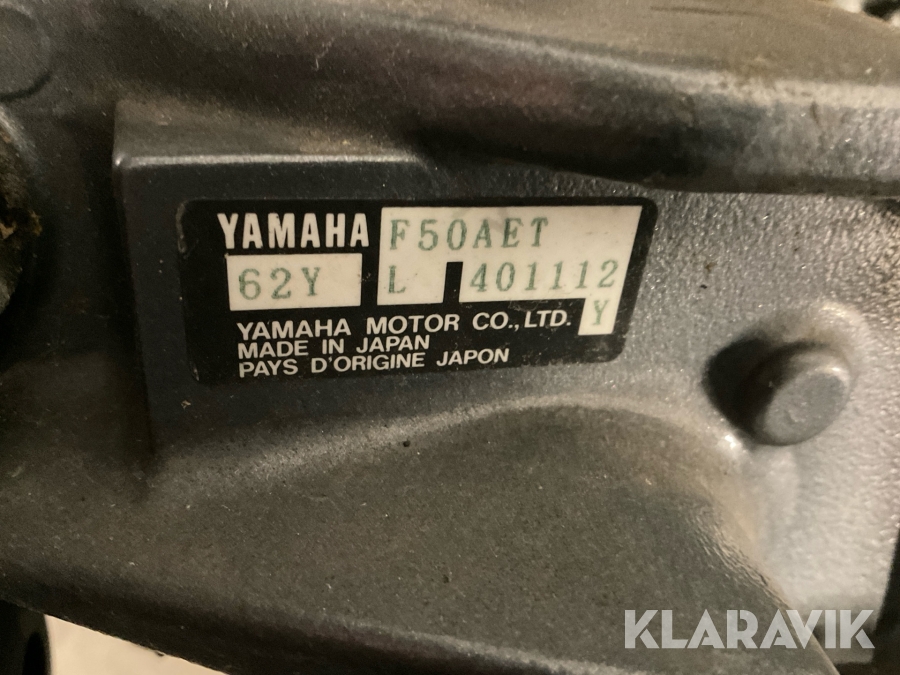 YAMAHA F50AET
62Y L 401112
Y
YAMAHA MOTOR CO.,LTD.
MADE IN JAPAN
PAYS D'ORIGINE JAPON
KLARAVIK